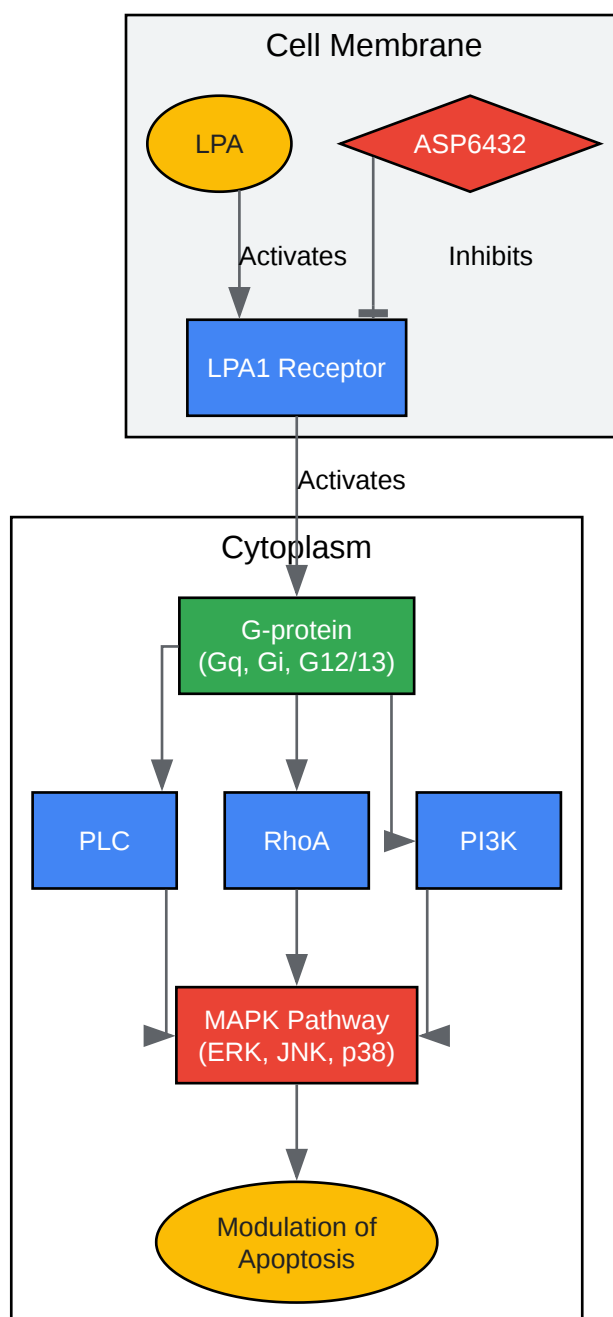 Cell Membrane
LPA
ASP6432
Activates
Inhibits
LPA1 Receptor
Activates
Cytoplasm
G-protein
(Gq, Gi, G12/13)
PLC
RhoA
PI3K
MAPK Pathway
(ERK, JNK, p38)
Modulation of
Apoptosis